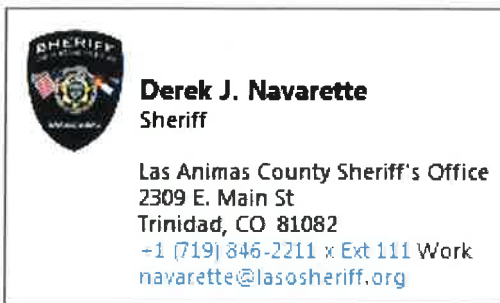 SHERIFF
Derek J. Navarette
Sheriff
Las Animas County Sheriff's Office
2309 E. Main St
Trinidad, CO 81082
+1 (719) 846-2211 x Ext 111 Work
navarette@lasosheriff.org